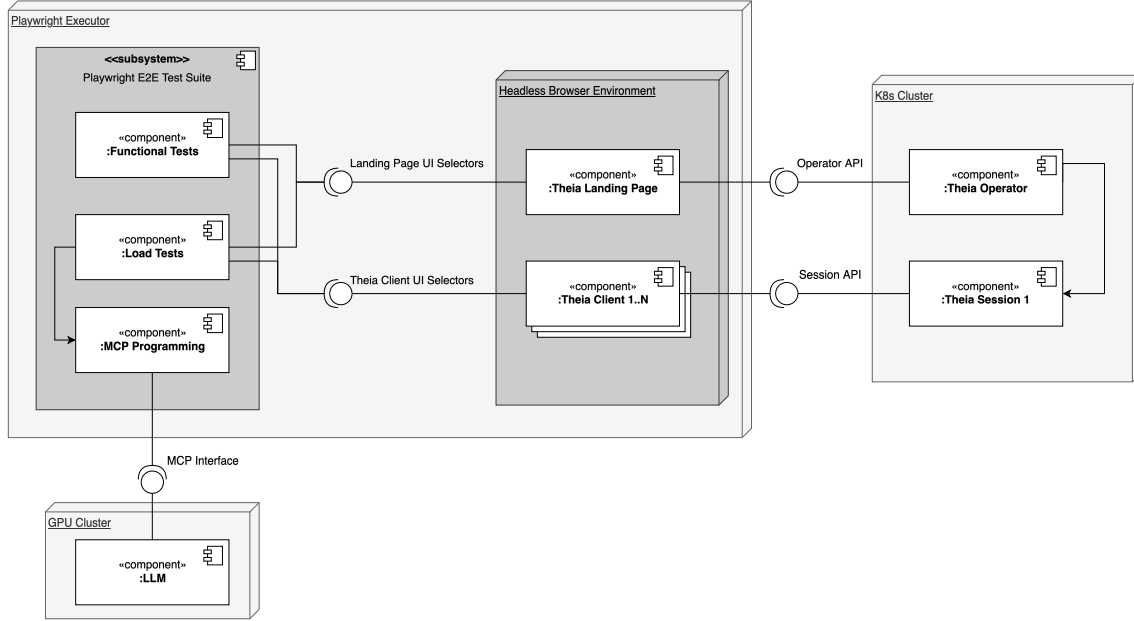 Playwright Executor
<<subsystem>>
Playwright E2E Test Suite
«component»
:Functional Tests
«component»
:Load Tests
«component»
:MCP Programming
Landing Page UI Selectors
Theia Client UI Selectors
Headless Browser Environment
«component»
:Theia Landing Page
«component»
:Theia Client 1..N
Operator API
Session API
K8s Cluster
«component»
:Theia Operator
«component»
:Theia Session 1
MCP Interface
GPU Cluster
«component»
:LLM